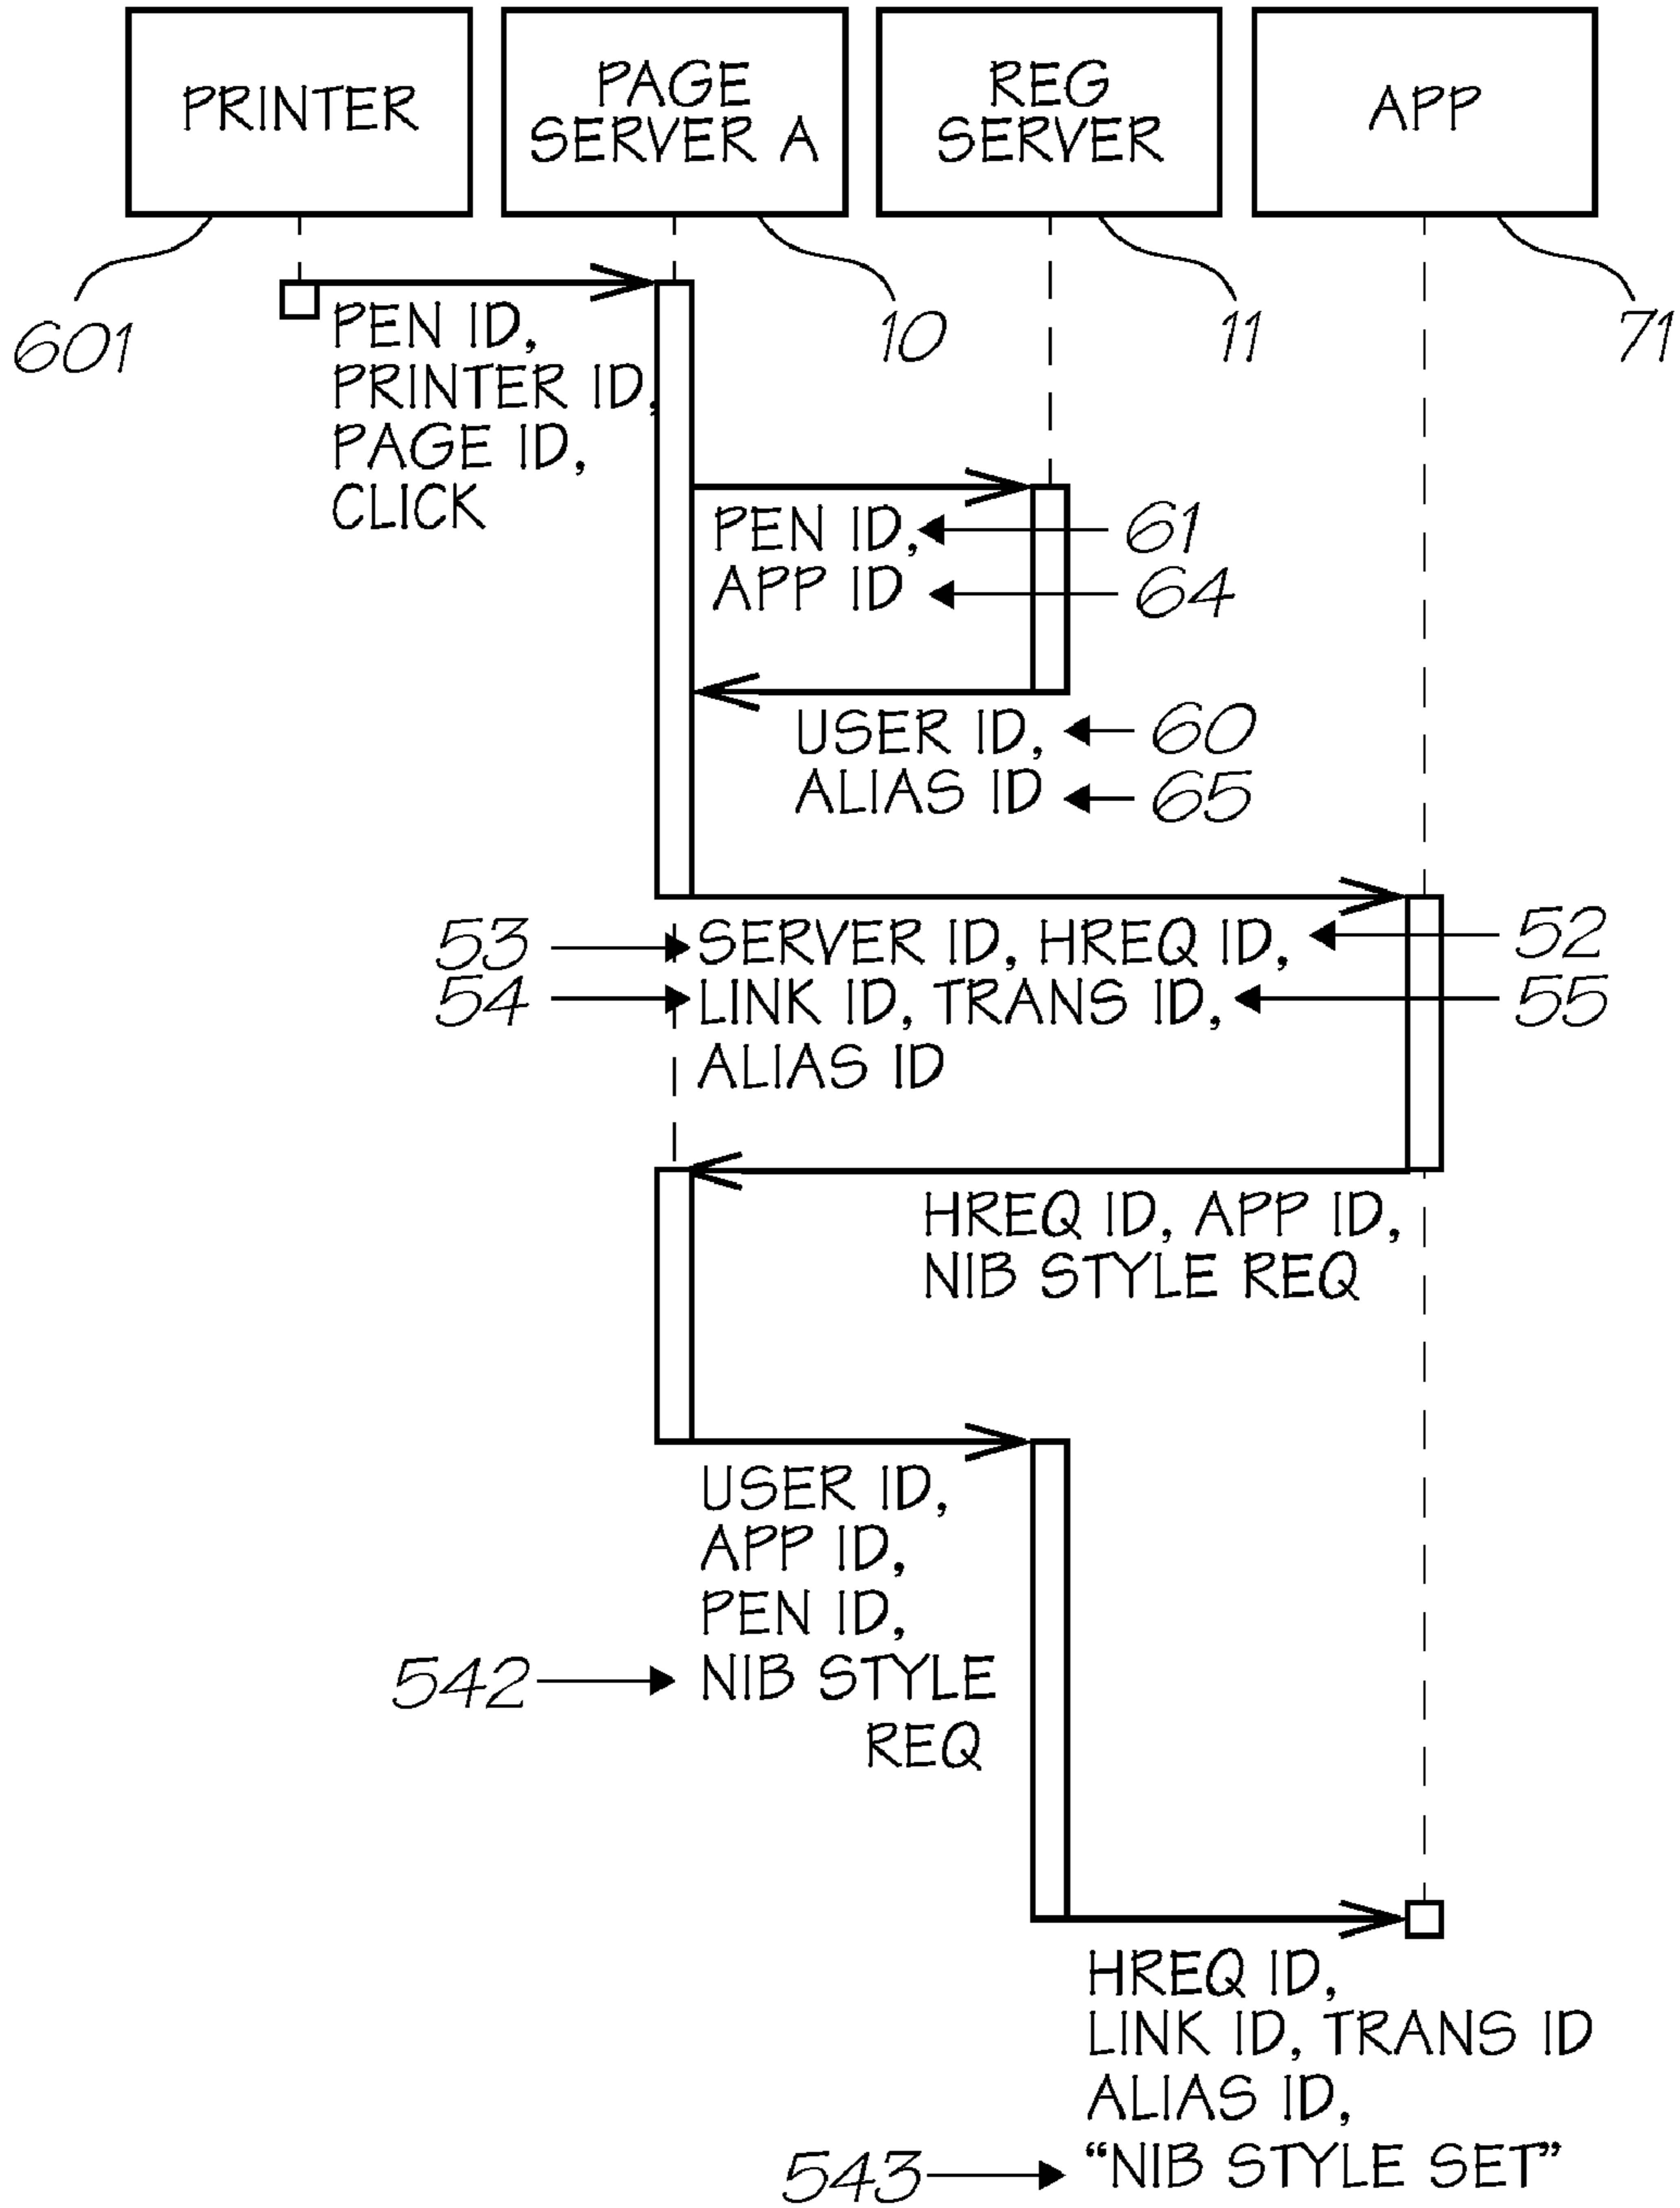 PRINTER
PAGE
SERVER A
REG
SERVER
APP
601
10
11
71
PEN ID,
PRINTER ID,
PAGE ID,
CLICK
PEN ID,
61
APP ID
64
USER ID,
60
ALIAS ID
65
53
SERVER ID, HREQ ID,
52
54
LINK ID, TRANS ID,
55
ALIAS ID
HREQ ID, APP ID,
NIB STYLE REQ
USER ID,
APP ID,
PEN ID,
542
NIB STYLE
REQ
HREQ ID,
LINK ID, TRANS ID
ALIAS ID,
543
“NIB STYLE SET”